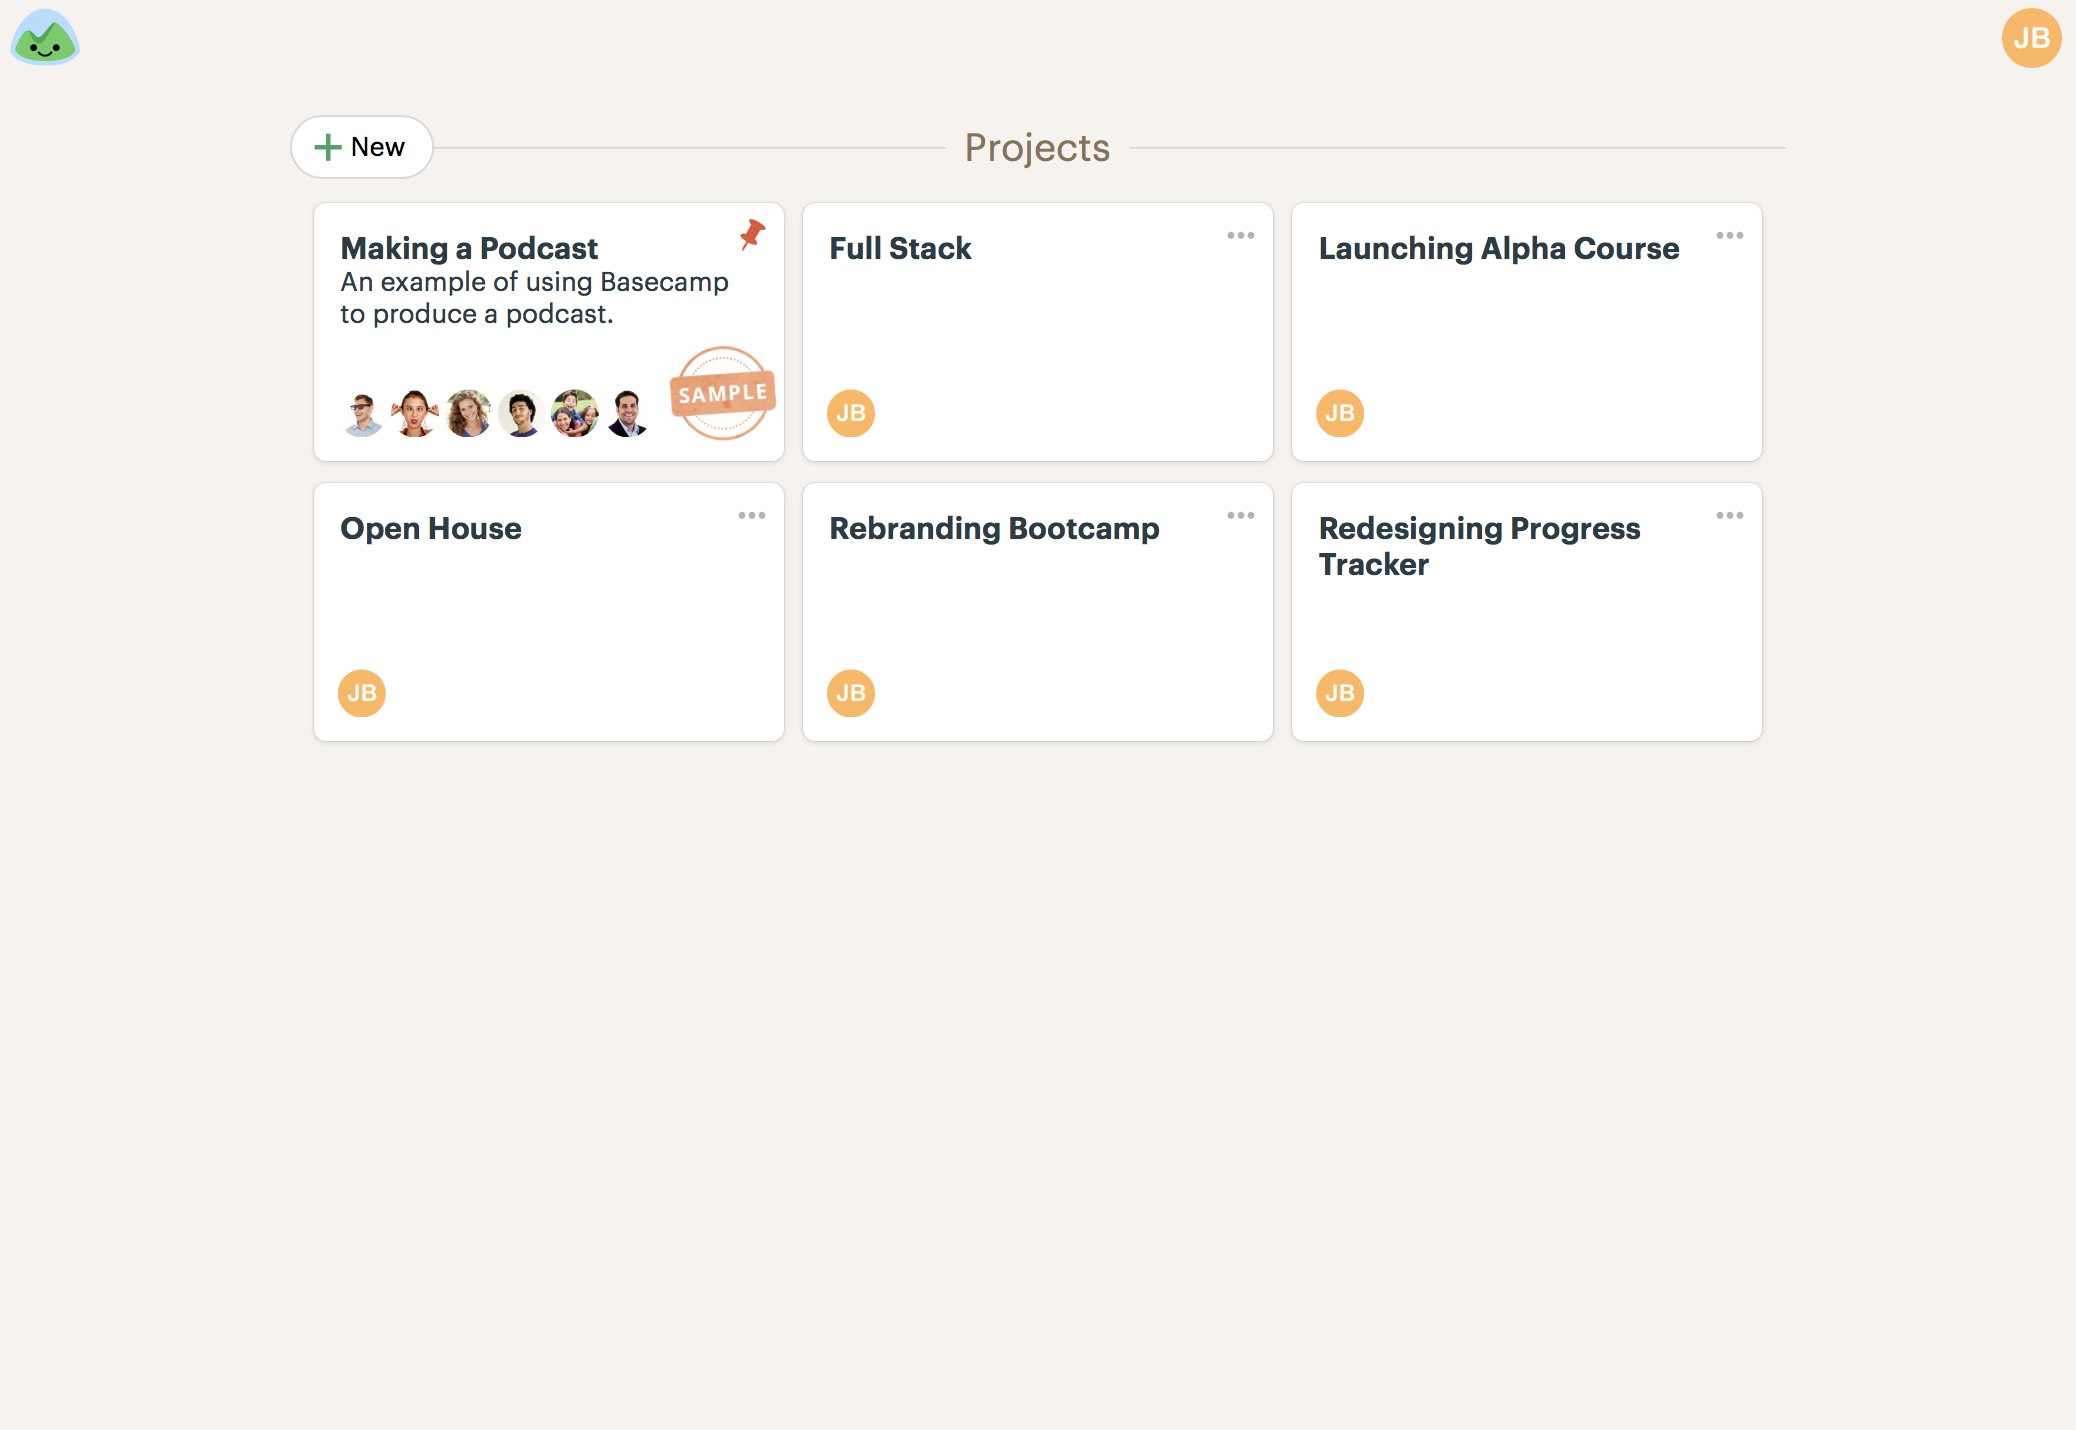 JB
New
Projects
Making a Podcast
An example of using Basecamp
to produce a podcast.
SAMPLE
Full Stack
JB
Launching Alpha Course
JB
Open House
JB
Rebranding Bootcamp
JB
Redesigning Progress
Tracker
JB